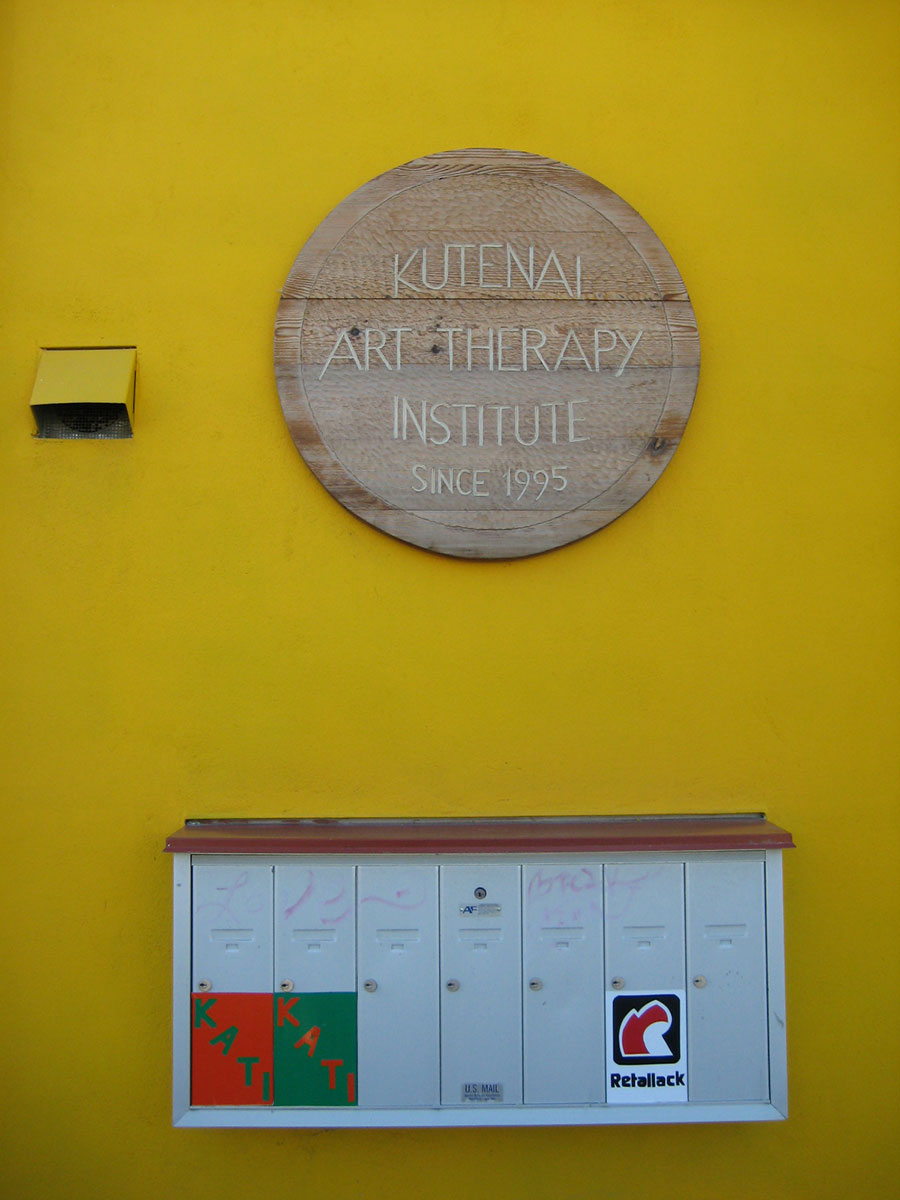 KUTENAI
ART THERAPY
INSTITUTE
SINCE 1995
KATI
KATI
U.S. MAIL
Retallack